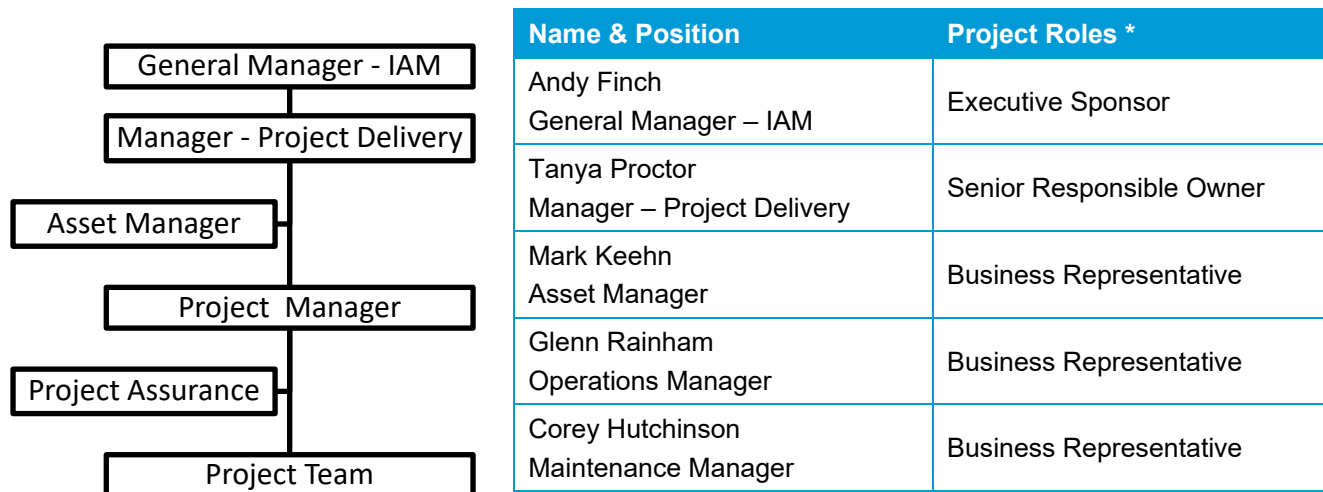 General Manager - IAM
Manager - Project Delivery
Asset Manager
Project Manager
Project Assurance
Project Team
Name & Position
Project Roles *
Andy Finch
General Manager – IAM
Executive Sponsor
Tanya Proctor
Manager – Project Delivery
Senior Responsible Owner
Mark Keehn
Asset Manager
Business Representative
Glenn Rainham
Operations Manager
Business Representative
Corey Hutchinson
Maintenance Manager
Business Representative